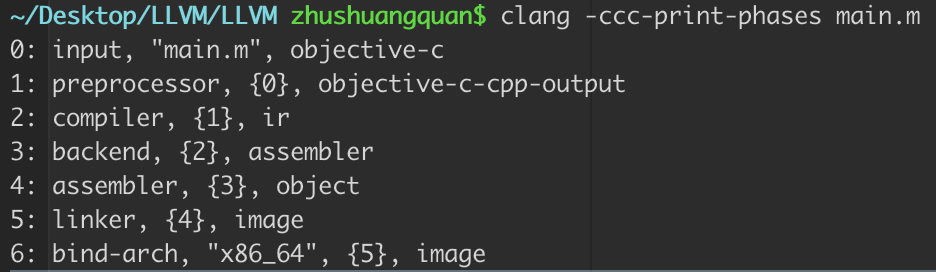 ~/Desktop/LLVM/LLVM zhushuangquan$ clang -ccc-print-phases main.m
0: input, "main.m", objective-c
1: preprocessor, {0}, objective-c-cpp-output
2: compiler, {1}, ir
3: backend, {2}, assembler
4: assembler, {3}, object
5: linker, {4}, image
6: bind-arch, "x86_64", {5}, image